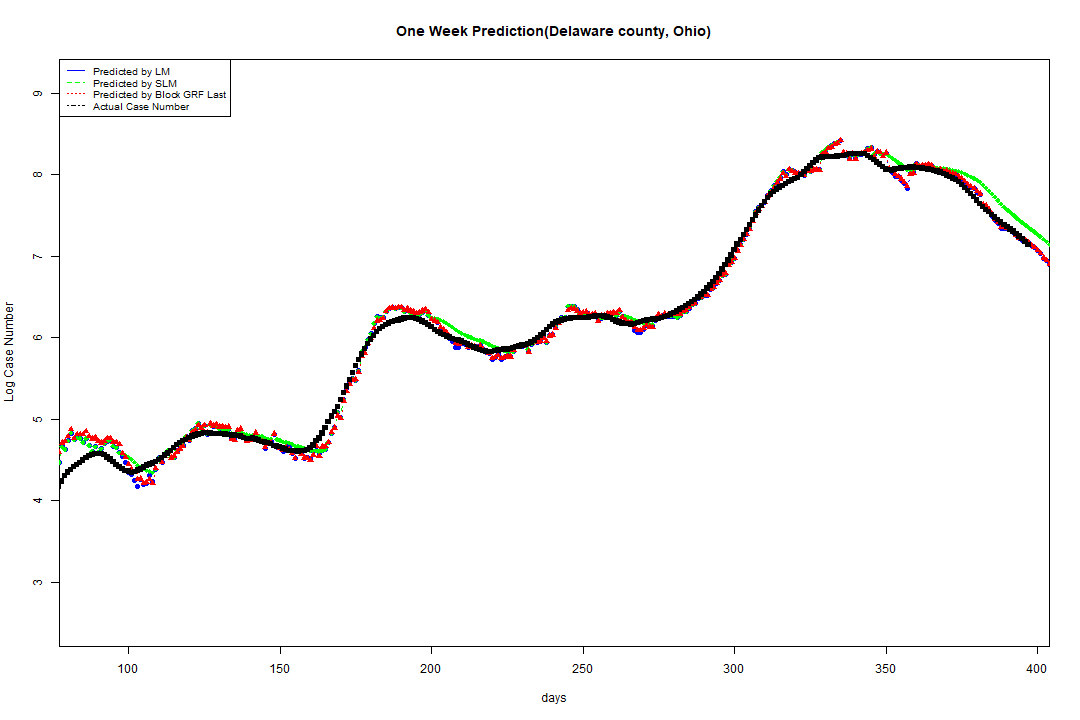 One Week Prediction(Delaware county, Ohio)
Predicted by LM
Predicted by SLM
Predicted by Block GRF Last
Actual Case Number
9
8
7
6
5
4
3
Log Case Number
100 150 200 250 300 350 400
days